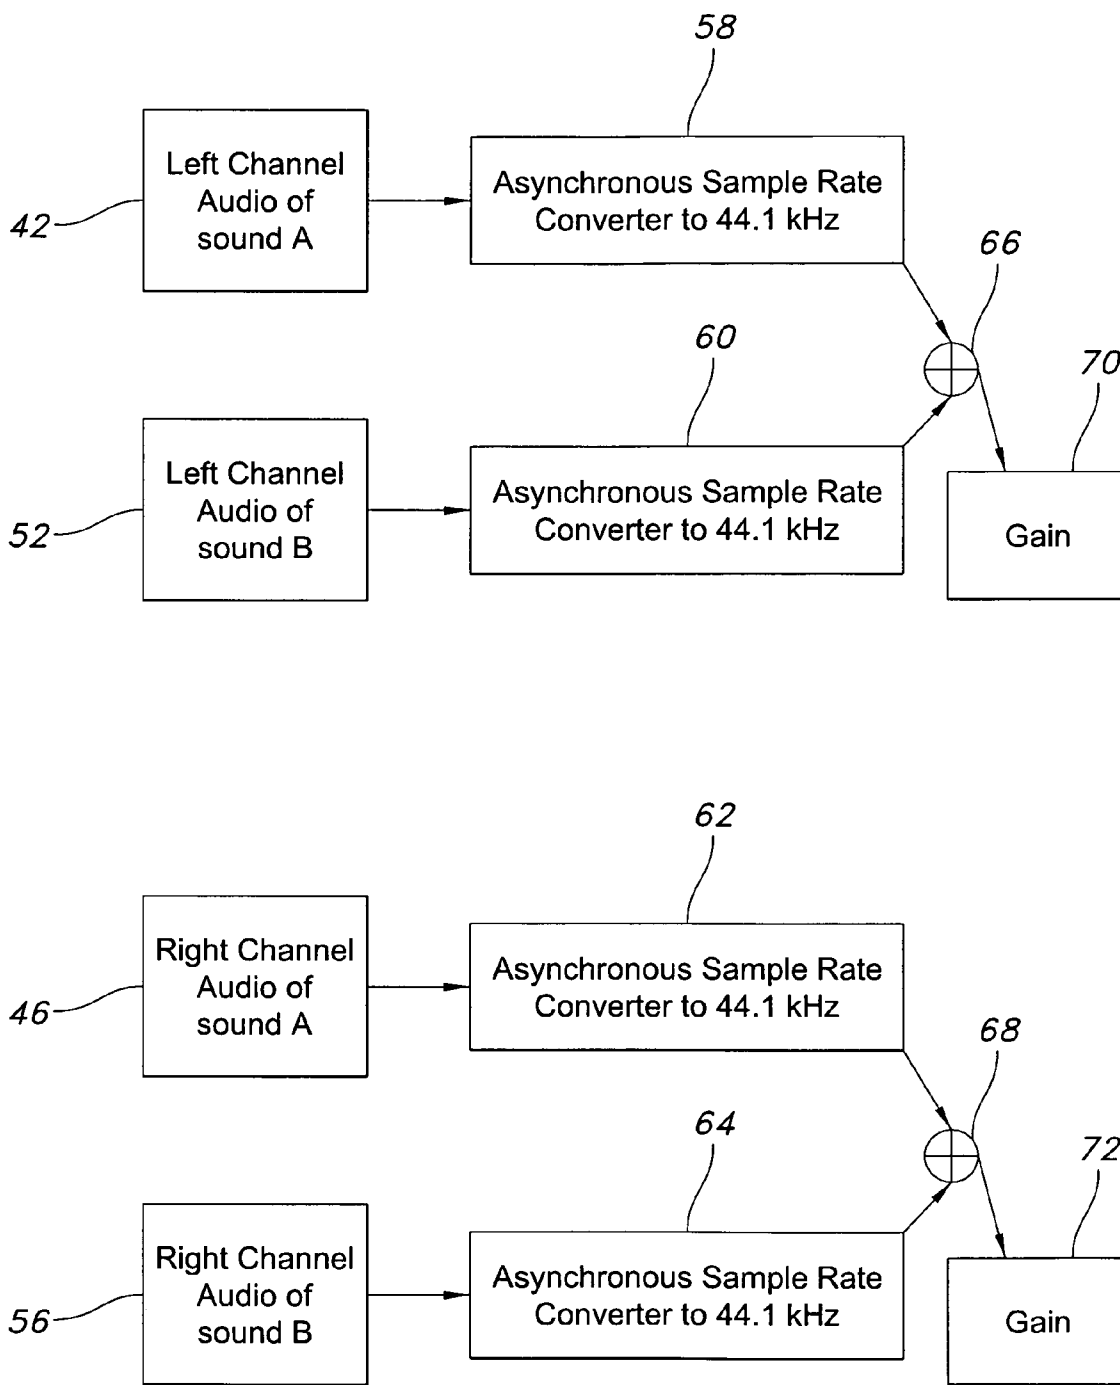 58
Left Channel
Audio of
sound A
42
Asynchronous Sample Rate
Converter to 44.1 kHz
66
60
70
Left Channel
Audio of
sound B
52
Asynchronous Sample Rate
Converter to 44.1 kHz
Gain
62
Right Channel
Audio of
sound A
46
Asynchronous Sample Rate
Converter to 44.1 kHz
68
64
72
Right Channel
Audio of
sound B
56
Asynchronous Sample Rate
Converter to 44.1 kHz
Gain